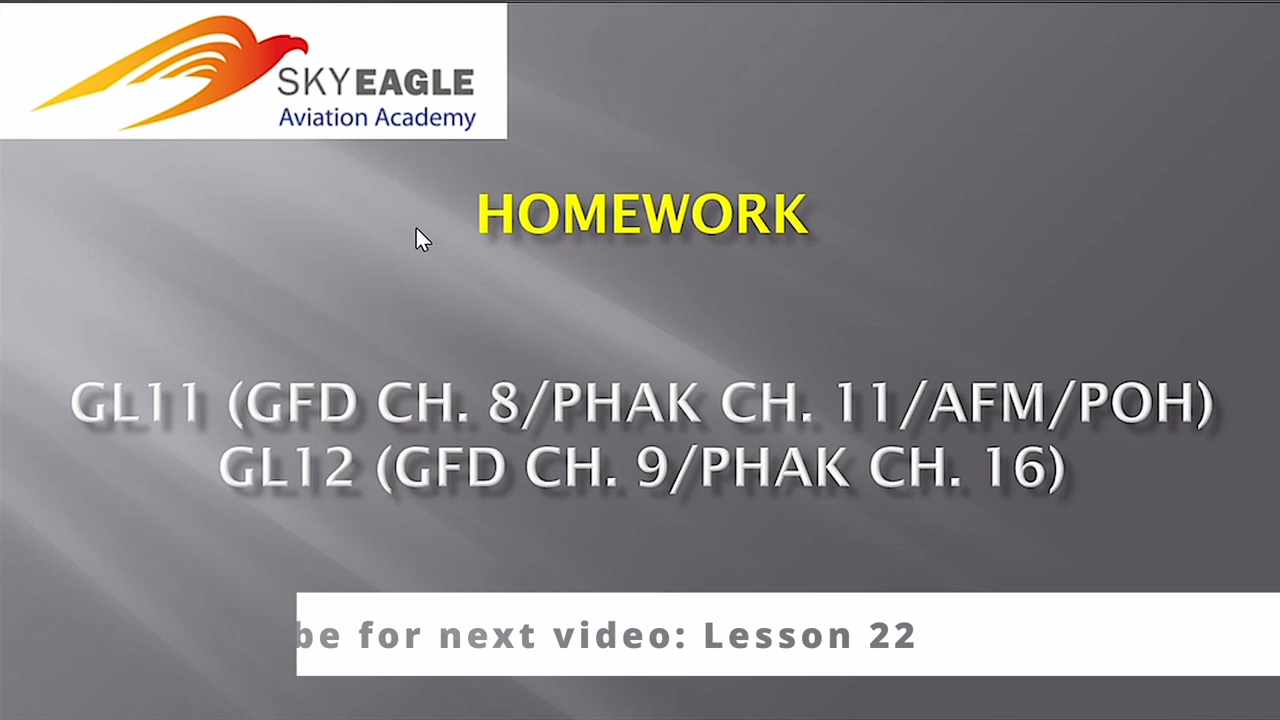 SKYEAGLE
Aviation Academy
HOMEWORK
GL11 (GFD CH. 8/PHAK CH. 11/AFM/POH)
GL12 (GFD CH. 9/PHAK CH. 16)
be for next video: Lesson 22